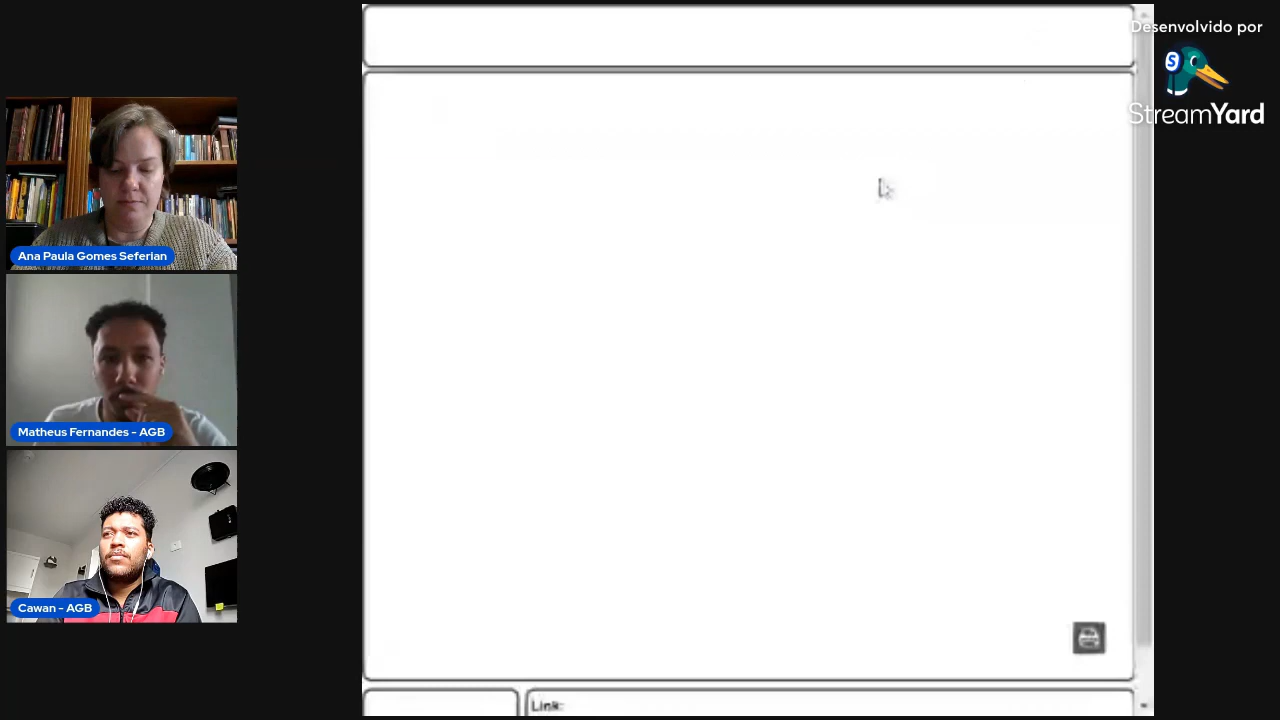 Desenvolvido por
StreamYard
Ana Paula Gomes Seferian
Matheus Fernandes - AGB
Cawan - AGB
Link: